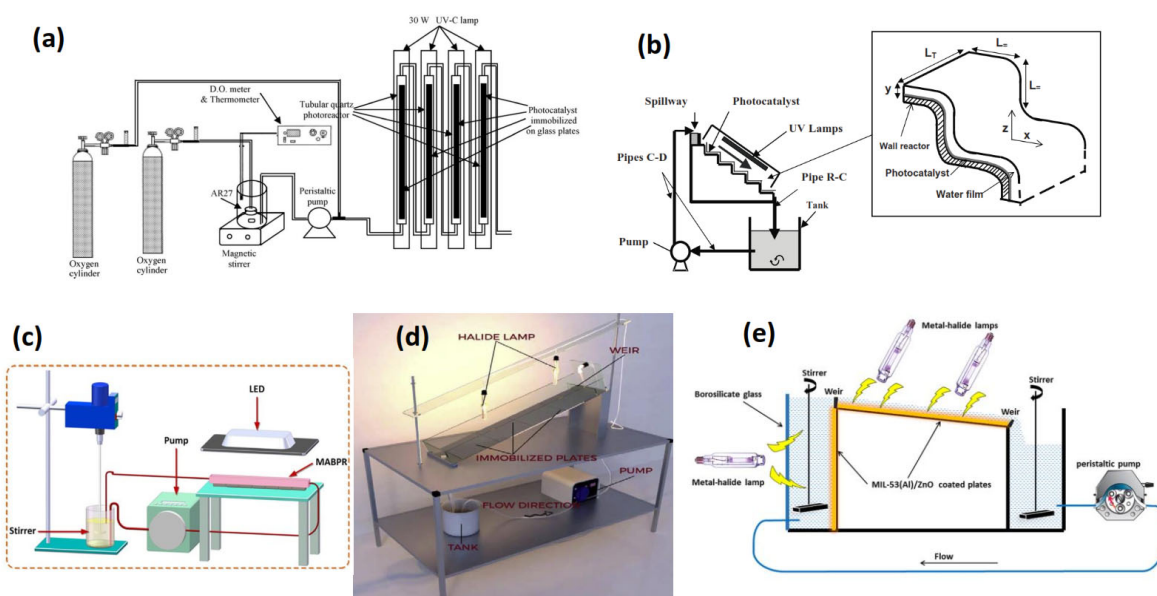 (a)
30 W UV-C lamp
D.O. meter
& Thermometer
Tubular quartz
photoreactor
Photocatalyst
immobilized
on glass plates
AR27
Peristaltic
pump
Oxygen
cylinder
Oxygen
cylinder
Magnetic
stirrer
(b)
Spillway
Photocatalyst
UV Lamps
Pipes C-D
Pipe R-C
Tank
Pump
L_T
L=
L=
y
z
x
Wall reactor
Photocatalyst
Water film
(c)
LED
Pump
MABPR
Stirrer
(d)
HALIDE LAMP
WEIR
IMMOBILIZED PLATES
PUMP
FLOW DIRECTION
TANK
(e)
Metal-halide lamps
Stirrer
Stirrer
Borosilicate glass
Weir
Weir
Metal-halide lamp
MIL-53(Al)/ZnO
coated plates
peristaltic pump
Flow